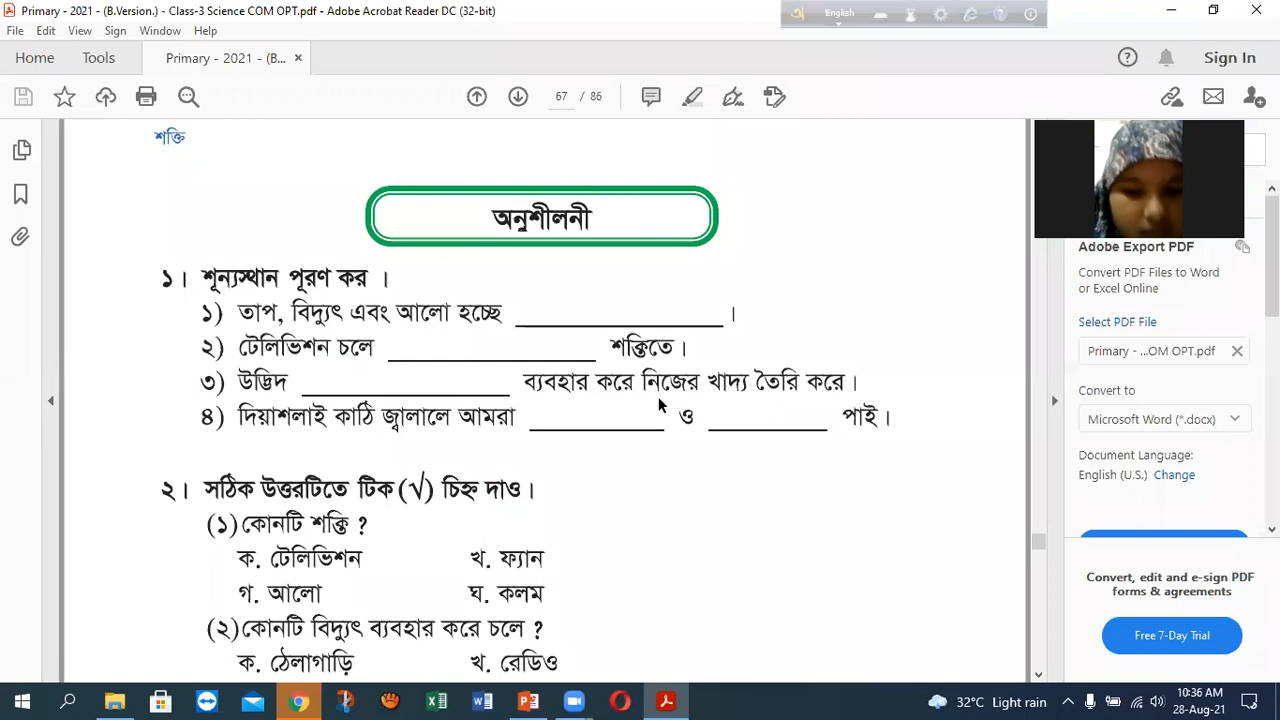 Primary - 2021 - (B.Version.) - Class-3 Science COM OPT.pdf - Adobe Acrobat Reader DC (32-bit)
English
File Edit View Sign Window Help
Home Tools Primary - 2021 - (B... × Sign In
67 / 86
শক্তি
অনুশীলনী
১। শূন্যস্থান পূরণ কর ।
১) তাপ, বিদ্যুৎ এবং আলো হচ্ছে ________ ।
২) টেলিভিশন চলে ________ শক্তিতে।
৩) উদ্ভিদ ________ ব্যবহার করে নিজের খাদ্য তৈরি করে।
৪) দিয়াশলাই কাঠি জ্বালালে আমরা ________ ও ________ পাই।
২। সঠিক উত্তরটিতে টিক(√) চিহ্ন দাও।
(১)কোনটি শক্তি ?
ক. টেলিভিশন খ. ফ্যান
গ. আলো ঘ. কলম
(২)কোনটি বিদ্যুৎ ব্যবহার করে চলে ?
ক. ঠেলাগাড়ি খ. রেডিও
Adobe Export PDF
Convert PDF Files to Word
or Excel Online
Select PDF File
Primary - ...OM OPT.pdf ×
Convert to
Microsoft Word (*.docx)
Document Language:
English (U.S.) Change
Convert, edit and e-sign PDF
forms & agreements
Free 7-Day Trial
32°C Light rain
10:36 AM
28-Aug-21